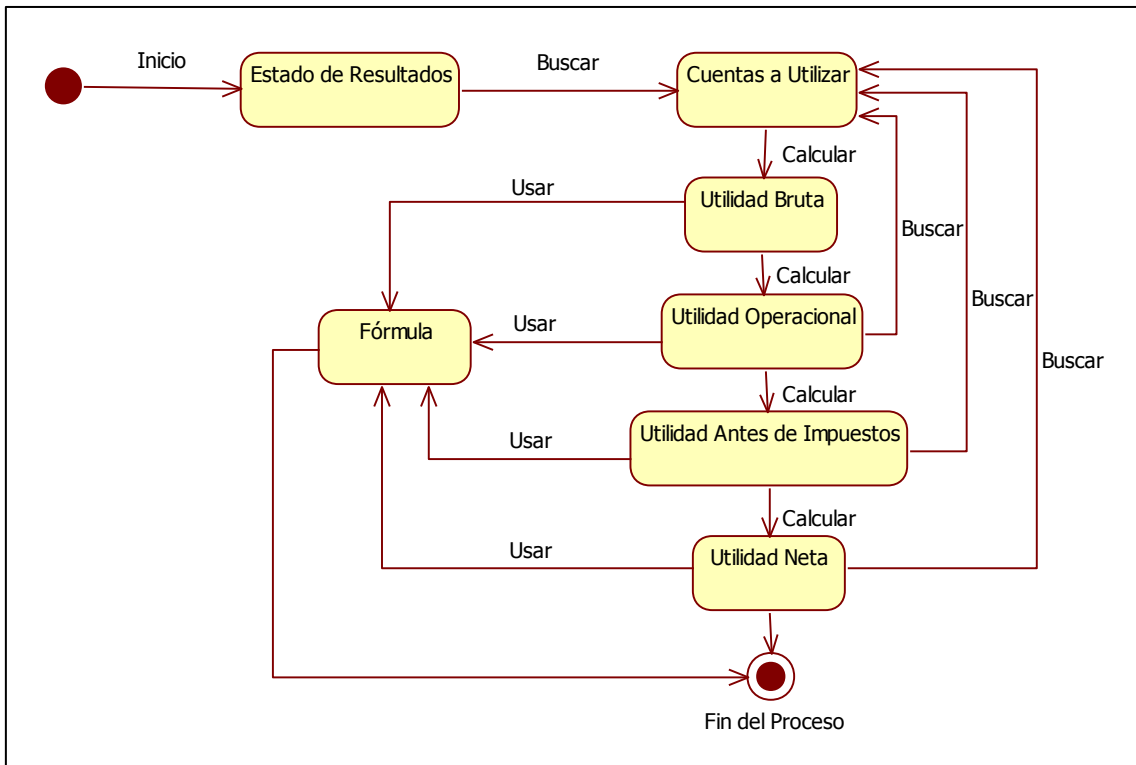 Inicio
Estado de Resultados
Buscar
Cuentas a Utilizar
Calcular
Usar
Utilidad Bruta
Buscar
Calcular
Fórmula
Usar
Utilidad Operacional
Buscar
Buscar
Calcular
Usar
Utilidad Antes de Impuestos
Calcular
Usar
Utilidad Neta
Fin del Proceso